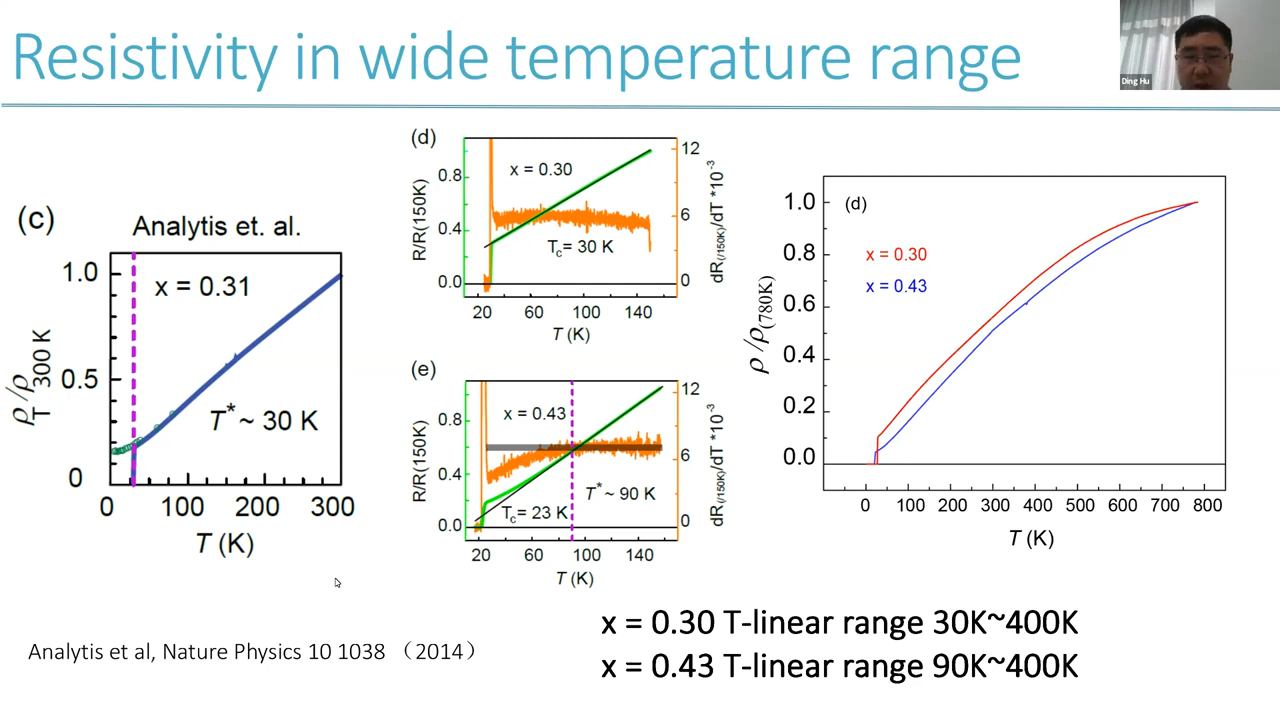 Resistivity in wide temperature range
Ding Hu
(c)
Analytis et. al.
x = 0.31
T* ~ 30 K
ρT/ρ300 K
1.0
0.5
0
0 100 200 300
T (K)
(d)
x = 0.30
Tc= 30 K
R/R(150K)
0.8
0.4
0.0
dR(/150K)/dT *10-3
12
6
0
20 60 100 140
T (K)
(e)
x = 0.43
T* ~ 90 K
Tc= 23 K
R/R(150K)
0.8
0.4
0.0
dR(/150K)/dT *10-3
12
6
0
20 60 100 140
T (K)
(d)
x = 0.30
x = 0.43
ρ /ρ(780K)
1.0
0.8
0.6
0.4
0.2
0.0
0 100 200 300 400 500 600 700 800
T (K)
x = 0.30 T-linear range 30K~400K
x = 0.43 T-linear range 90K~400K
Analytis et al, Nature Physics 10 1038 （2014）